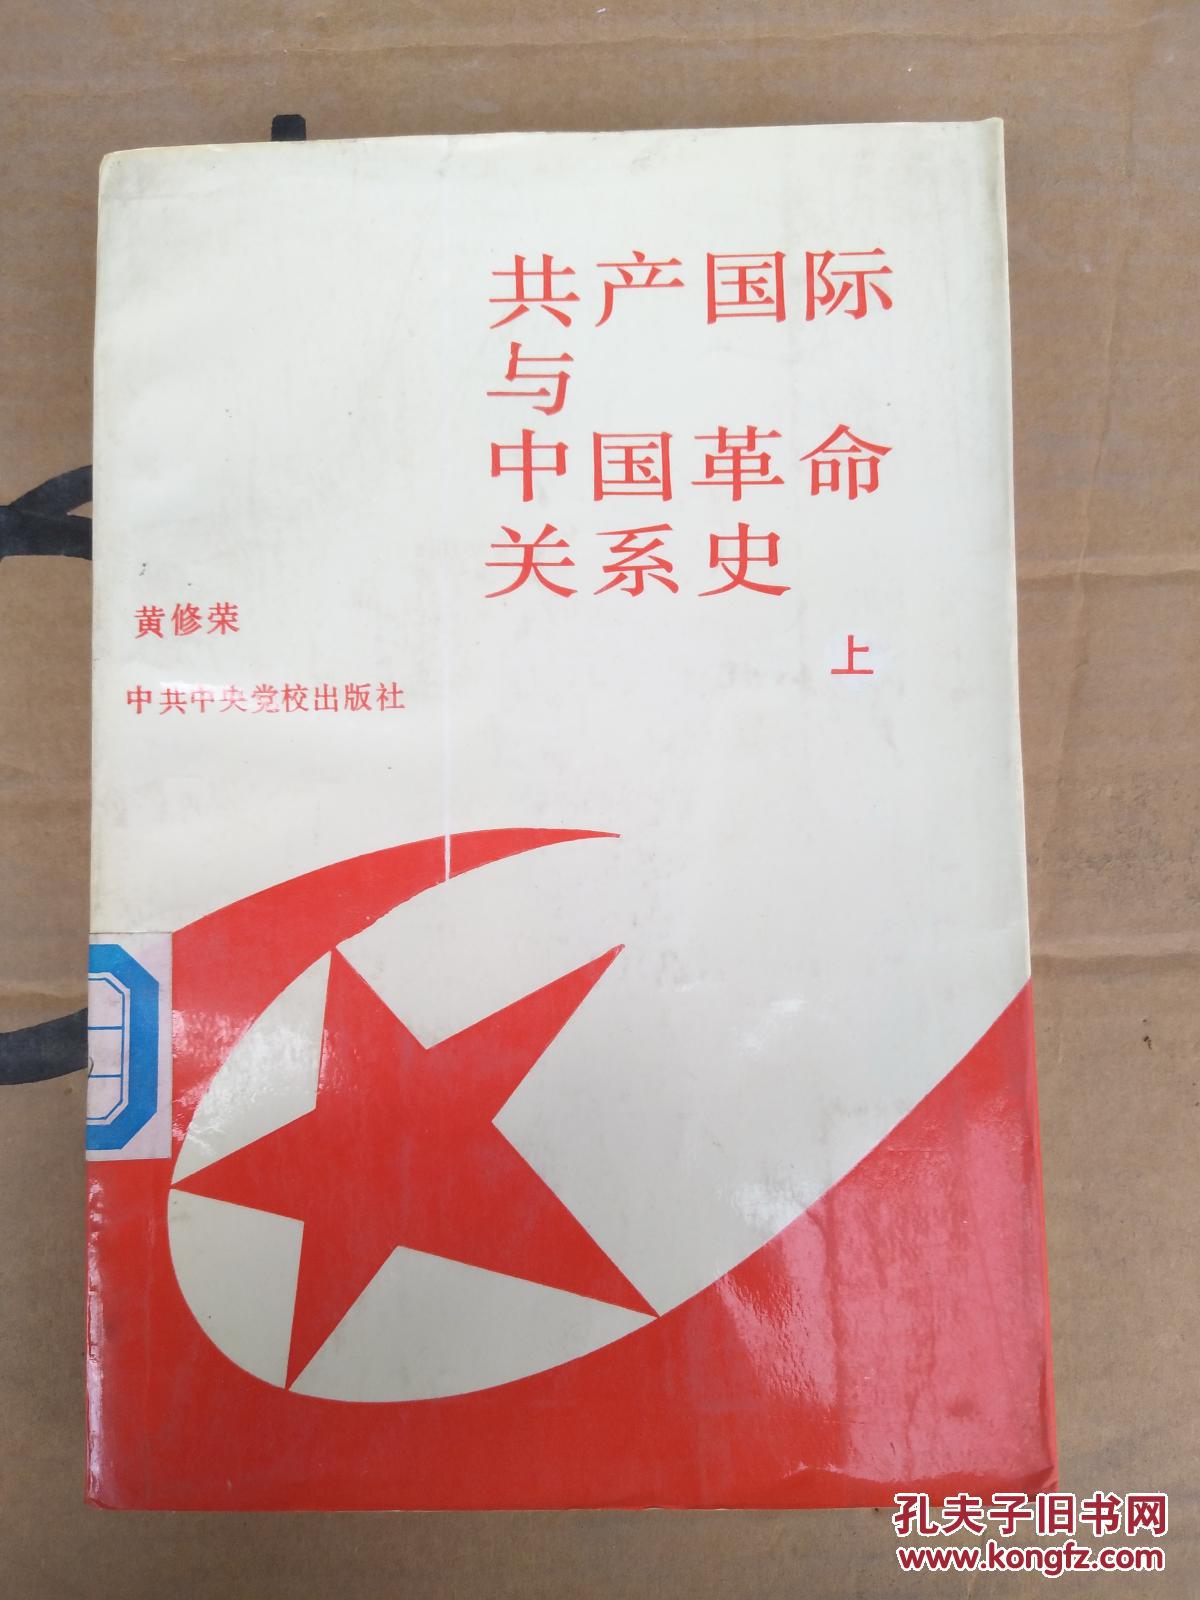 共产国际
与
中国革命
关系史
上
黄修荣
中共中央党校出版社
孔夫子旧书网
www.kongfz.com